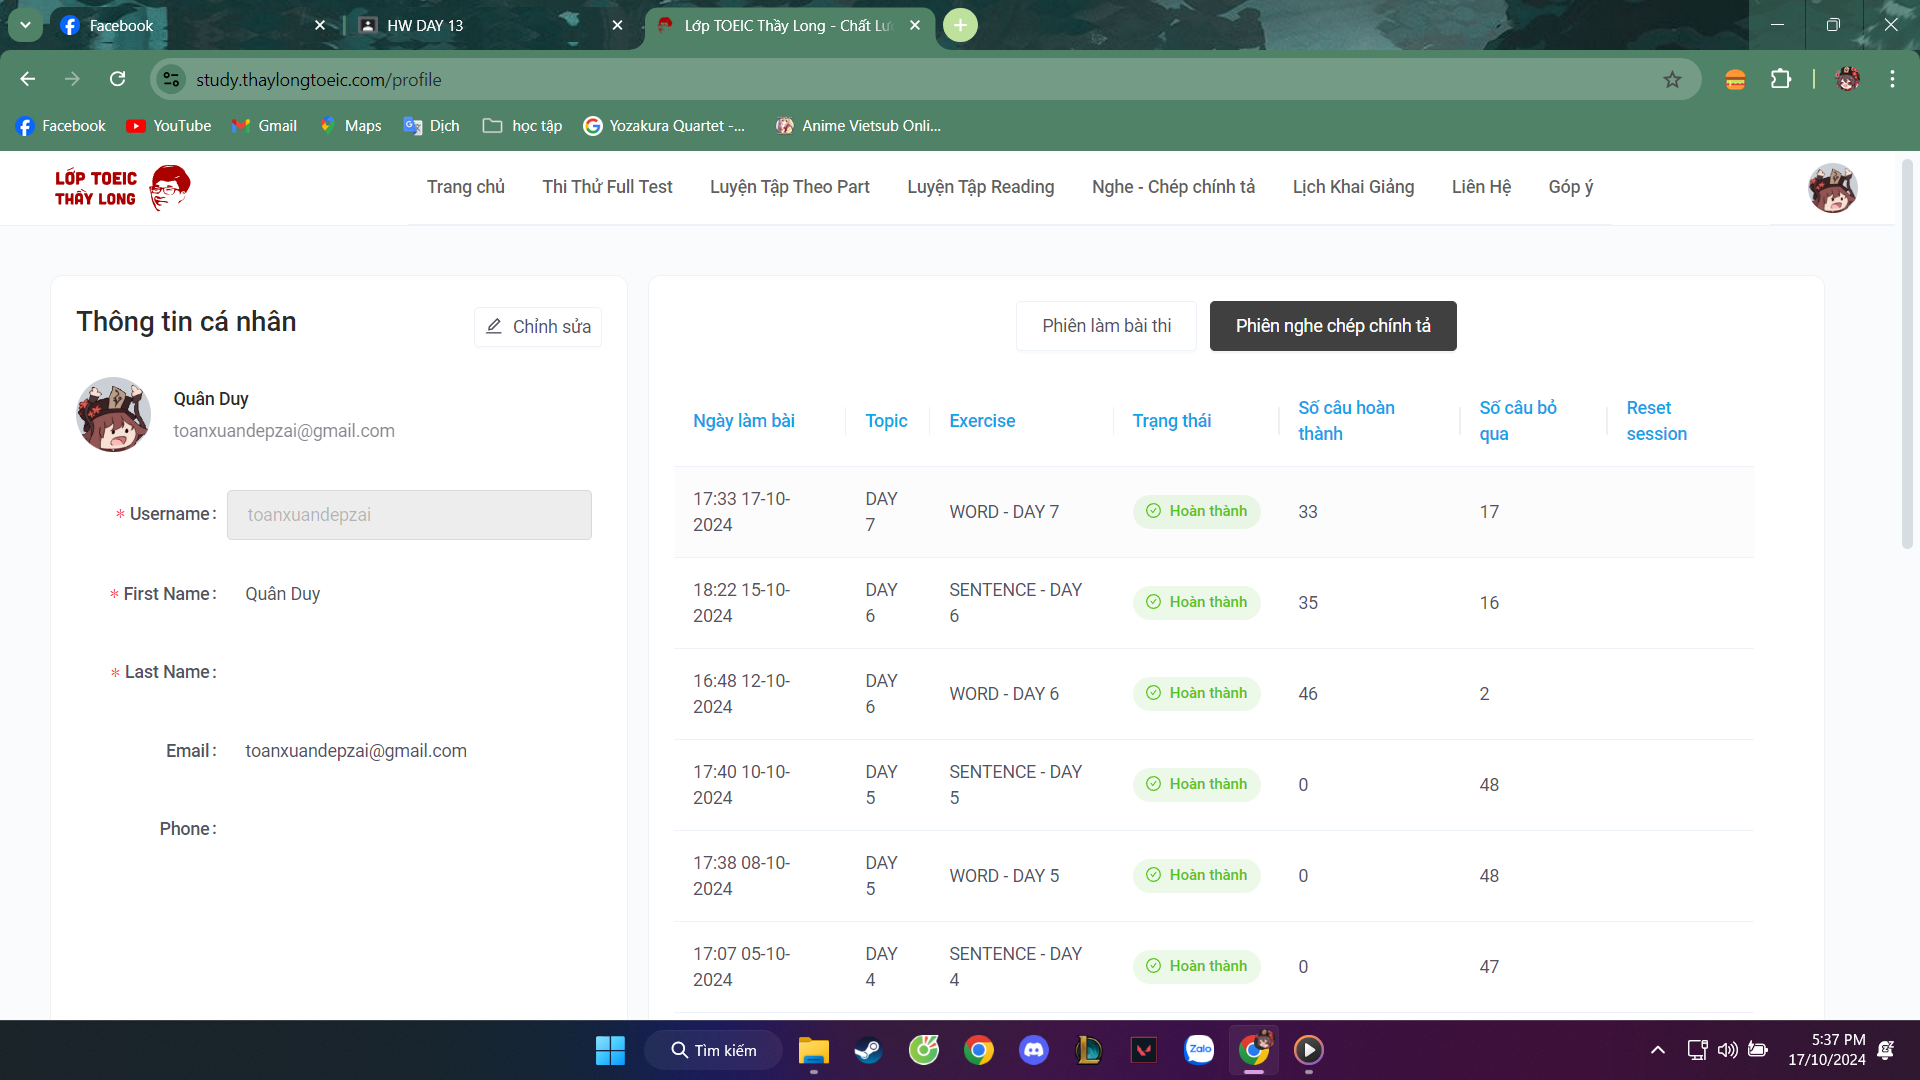 Facebook
HW DAY 13
Lớp TOEIC Thầy Long - Chất Lư
study.thaylongtoeic.com/profile
Facebook
YouTube
Gmail
Maps
Dịch
học tập
Yozakura Quartet -...
Anime Vietsub Onli...
LỚP TOEIC
THẦY LONG
Trang chủ
Thi Thử Full Test
Luyện Tập Theo Part
Luyện Tập Reading
Nghe - Chép chính tả
Lịch Khai Giảng
Liên Hệ
Góp ý
Thông tin cá nhân
Chỉnh sửa
Quân Duy
toanxuandepzai@gmail.com
* Username:
toanxuandepzai
* First Name:
Quân Duy
* Last Name:
Email:
toanxuandepzai@gmail.com
Phone:
Phiên làm bài thi
Phiên nghe chép chính tả
Ngày làm bài
Topic
Exercise
Trạng thái
Số câu hoàn
thành
Số câu bỏ
qua
Reset
session
17:33 17-10-
2024
DAY
7
WORD - DAY 7
Hoàn thành
33
17
18:22 15-10-
2024
DAY
6
SENTENCE - DAY
6
Hoàn thành
35
16
16:48 12-10-
2024
DAY
6
WORD - DAY 6
Hoàn thành
46
2
17:40 10-10-
2024
DAY
5
SENTENCE - DAY
5
Hoàn thành
0
48
17:38 08-10-
2024
DAY
5
WORD - DAY 5
Hoàn thành
0
48
17:07 05-10-
2024
DAY
4
SENTENCE - DAY
4
Hoàn thành
0
47
Tìm kiếm
Zalo
5:37 PM
17/10/2024